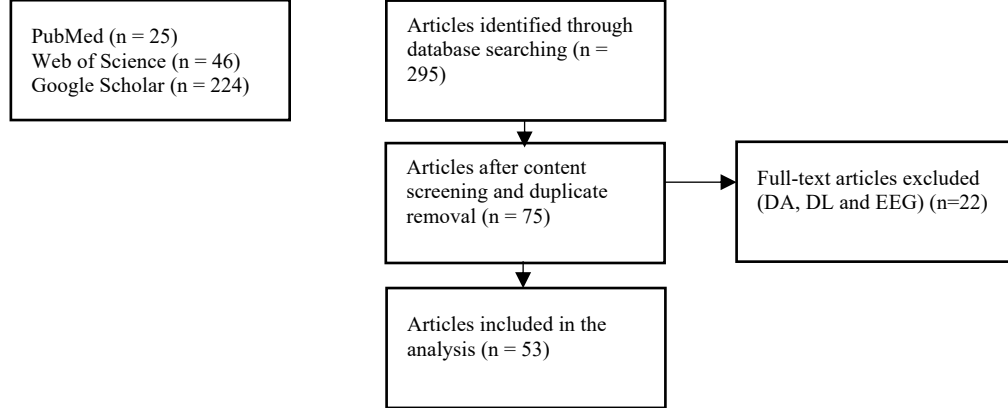 PubMed (n = 25)
Web of Science (n = 46)
Google Scholar (n = 224)
Articles identified through
database searching (n =
295)
Articles after content
screening and duplicate
removal (n = 75)
Full-text articles excluded
(DA, DL and EEG) (n=22)
Articles included in the
analysis (n = 53)